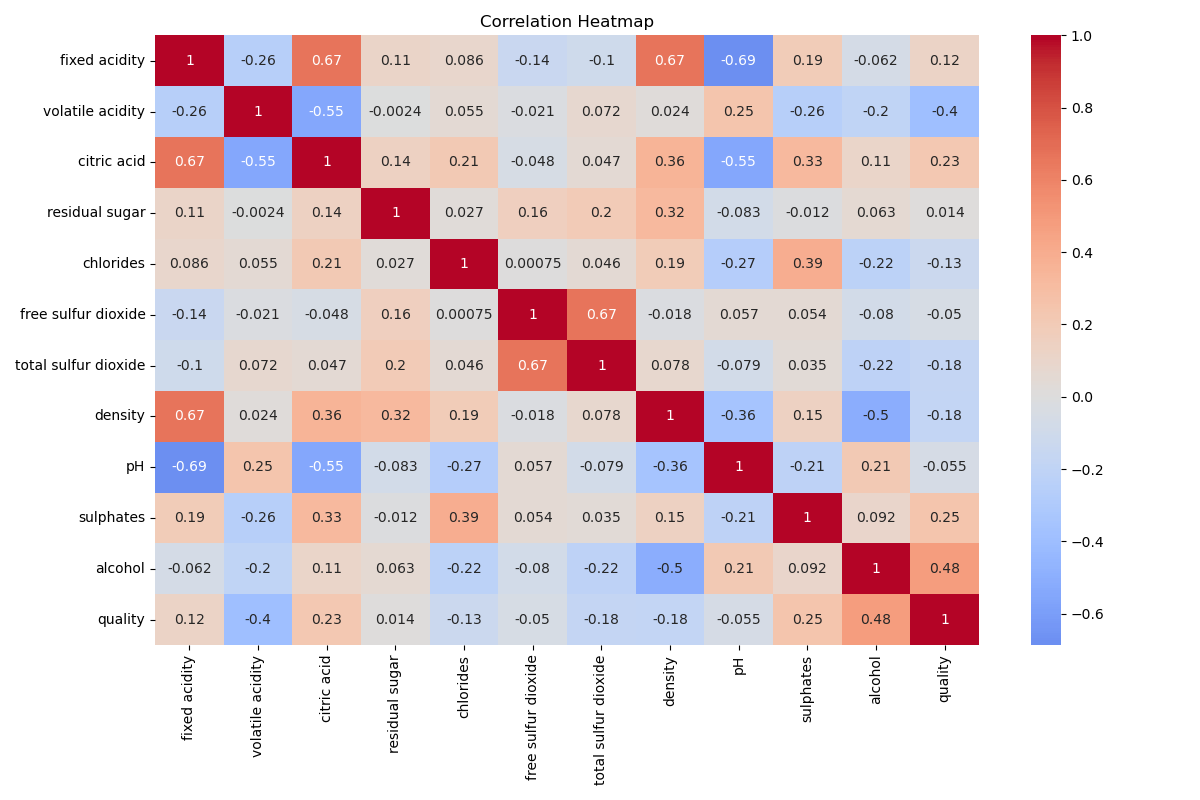 Correlation Heatmap
fixed acidity 1 -0.26 0.67 0.11 0.086 -0.14 -0.1 0.67 -0.69 0.19 -0.062 0.12
volatile acidity -0.26 1 -0.55 -0.0024 0.055 -0.021 0.072 0.024 0.25 -0.26 -0.2 -0.4
citric acid 0.67 -0.55 1 0.14 0.21 -0.048 0.047 0.36 -0.55 0.33 0.11 0.23
residual sugar 0.11 -0.0024 0.14 1 0.027 0.16 0.2 0.32 -0.083 -0.012 0.063 0.014
chlorides 0.086 0.055 0.21 0.027 1 0.00075 0.046 0.19 -0.27 0.39 -0.22 -0.13
free sulfur dioxide -0.14 -0.021 -0.048 0.16 0.00075 1 0.67 -0.018 0.057 0.054 -0.08 -0.05
total sulfur dioxide -0.1 0.072 0.047 0.2 0.046 0.67 1 0.078 -0.079 0.035 -0.22 -0.18
density 0.67 0.024 0.36 0.32 0.19 -0.018 0.078 1 -0.36 0.15 -0.5 -0.18
pH -0.69 0.25 -0.55 -0.083 -0.27 0.057 -0.079 -0.36 1 -0.21 0.21 -0.055
sulphates 0.19 -0.26 0.33 -0.012 0.39 0.054 0.035 0.15 -0.21 1 0.092 0.25
alcohol -0.062 -0.2 0.11 0.063 -0.22 -0.08 -0.22 -0.5 0.21 0.092 1 0.48
quality 0.12 -0.4 0.23 0.014 -0.13 -0.05 -0.18 -0.18 -0.055 0.25 0.48 1
fixed acidity
volatile acidity
citric acid
residual sugar
chlorides
free sulfur dioxide
total sulfur dioxide
density
pH
sulphates
alcohol
quality
1.0
0.8
0.6
0.4
0.2
0.0
−0.2
−0.4
−0.6